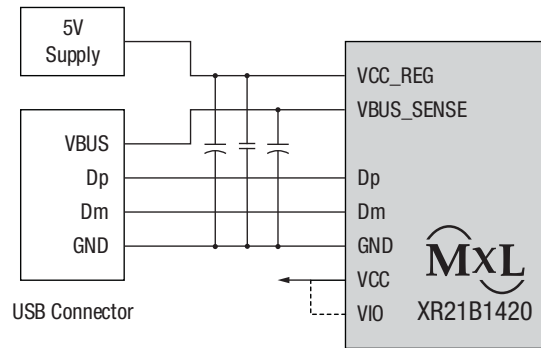 5V
Supply
VCC_REG
VBUS_SENSE
VBUS
Dp
Dm
GND
Dp
Dm
GND
VCC
VIO
MXL
XR21B1420
USB Connector